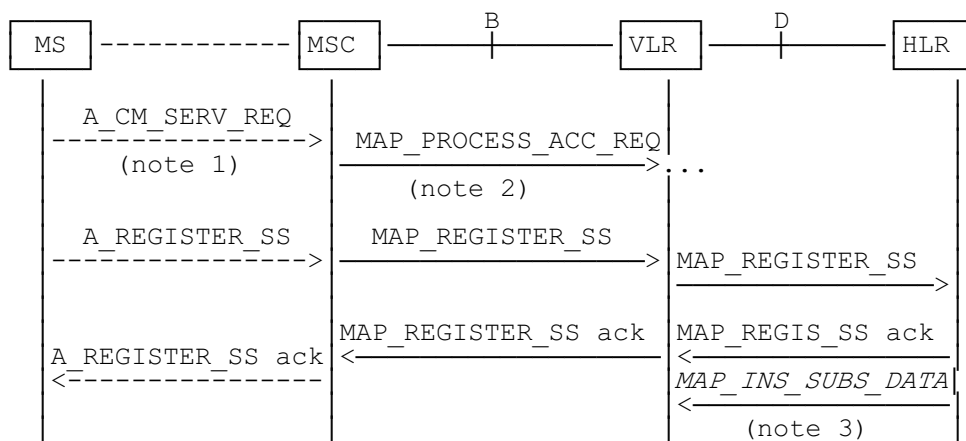 B D
MS MSC VLR HLR
A_CM_SERV_REQ
MAP_PROCESS_ACC_REQ
(note 1) ...
(note 2)
A_REGISTER_SS MAP_REGISTER_SS
MAP_REGISTER_SS
MAP_REGISTER_SS ack MAP_REGIS_SS ack
A_REGISTER_SS ack
MAP_INS_SUBS_DATA
(note 3)